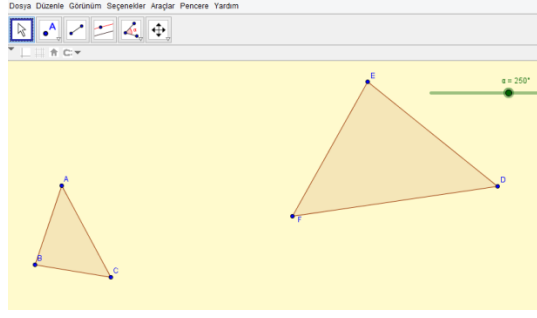 Dosya Düzenle Görünüm Seçenekler Araçlar Pencere Yardım
A
α
E
α = 250°
A
D
F
B
C